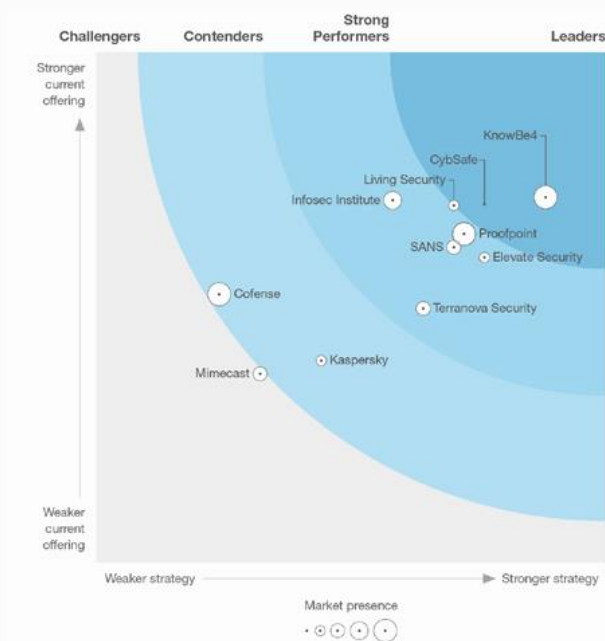 Challengers
Contenders
Strong
Performers
Leaders
Stronger
current
offering
KnowBe4
CybSafe
Living Security
Infosec Institute
Proofpoint
SANS
Elevate Security
Cofense
Terranova Security
Kaspersky
Mimecast
Weaker
current
offering
Weaker strategy
Stronger strategy
Market presence